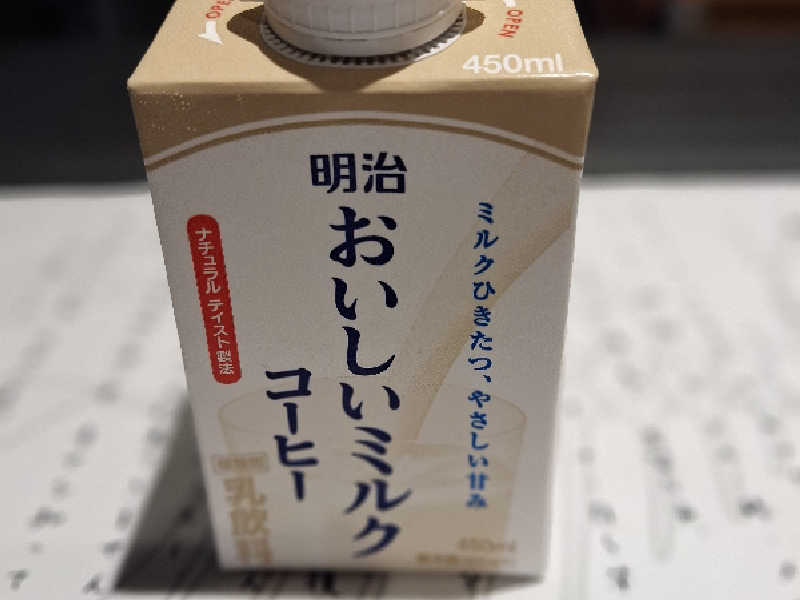 OPEN
OPEN
450ml
明治
ミルクひきたつ、やさしい甘み
おいしいミルク
コーヒー
ナチュラル テイスト製法
乳飲料
450ml